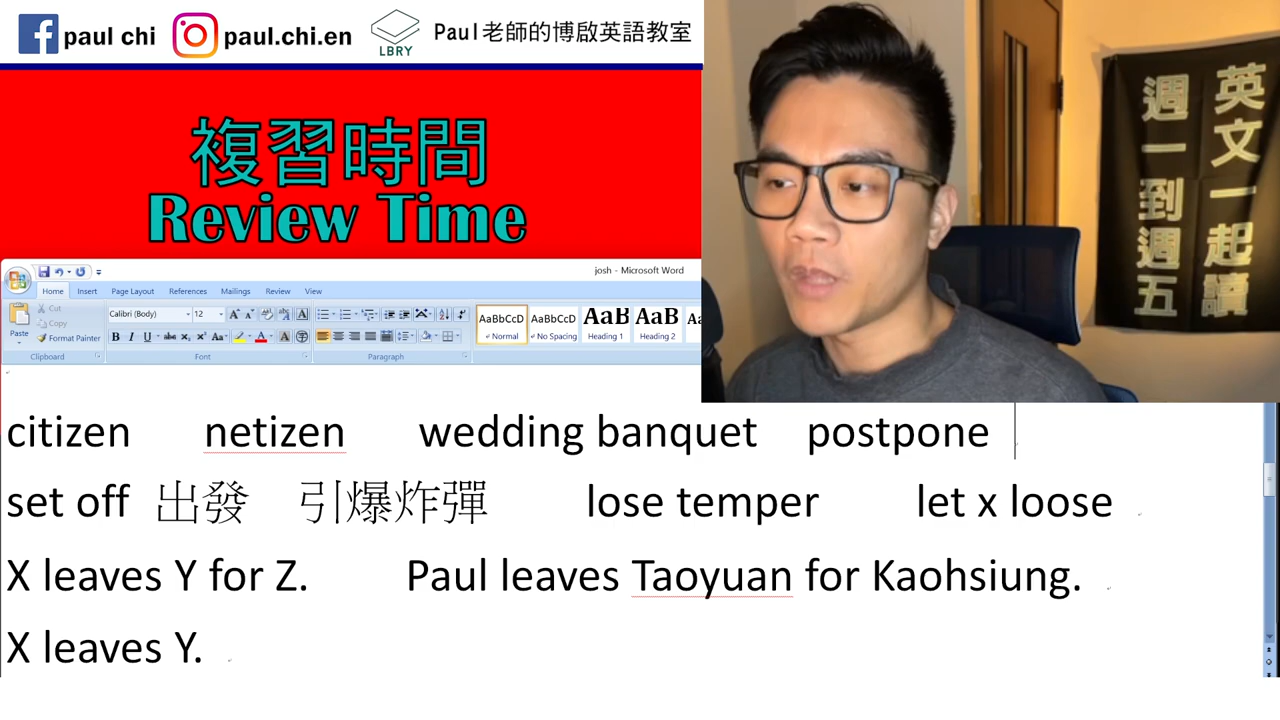 paul chi paul.chi.en LBRY Paul老師的博啟英語教室
複習時間
Review Time
英文一起讀
週一到週五
josh - Microsoft Word
Home Insert Page Layout References Mailings Review View
Paste Cut Copy Format Painter
Calibri (Body) 12
AaBbCcD AaBbCcD AaB AaB
Normal No Spacing Heading 1 Heading 2
Clipboard Font Paragraph
citizen netizen wedding banquet postpone
set off 出發 引爆炸彈 lose temper let x loose
X leaves Y for Z. Paul leaves Taoyuan for Kaohsiung.
X leaves Y.